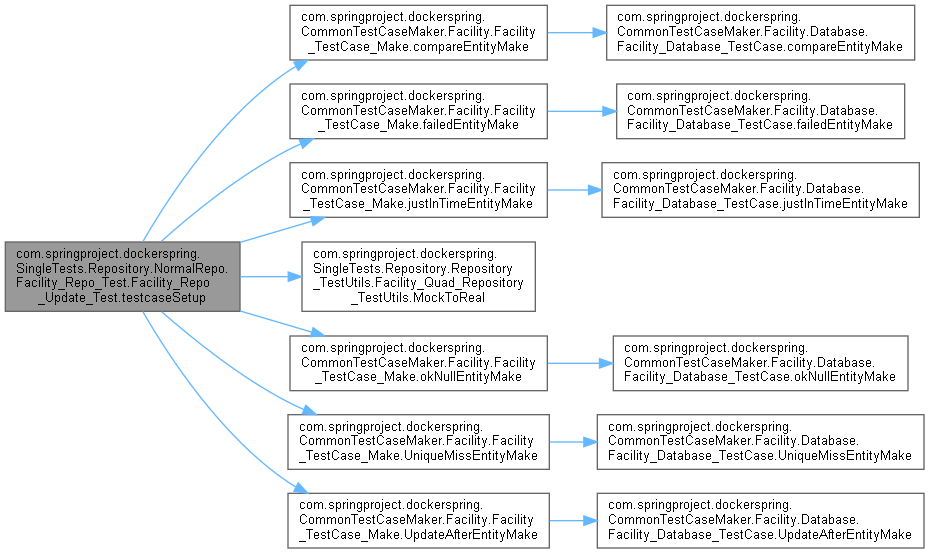 com.springproject.dockerspring.
CommonTestCaseMaker.Facility.Facility
_TestCase_Make.compareEntityMake
com.springproject.dockerspring.
CommonTestCaseMaker.Facility.Database.
Facility_Database_TestCase.compareEntityMake
com.springproject.dockerspring.
CommonTestCaseMaker.Facility.Facility
_TestCase_Make.failedEntityMake
com.springproject.dockerspring.
CommonTestCaseMaker.Facility.Database.
Facility_Database_TestCase.failedEntityMake
com.springproject.dockerspring.
CommonTestCaseMaker.Facility.Facility
_TestCase_Make.justInTimeEntityMake
com.springproject.dockerspring.
CommonTestCaseMaker.Facility.Database.
Facility_Database_TestCase.justInTimeEntityMake
com.springproject.dockerspring.
SingleTests.Repository.NormalRepo.
Facility_Repo_Test.Facility_Repo
_Update_Test.testcaseSetup
com.springproject.dockerspring.
SingleTests.Repository.Repository
_TestUtils.Facility_Quad_Repository
_TestUtils.MockToReal
com.springproject.dockerspring.
CommonTestCaseMaker.Facility.Facility
_TestCase_Make.okNullEntityMake
com.springproject.dockerspring.
CommonTestCaseMaker.Facility.Database.
Facility_Database_TestCase.okNullEntityMake
com.springproject.dockerspring.
CommonTestCaseMaker.Facility.Facility
_TestCase_Make.UniqueMissEntityMake
com.springproject.dockerspring.
CommonTestCaseMaker.Facility.Database.
Facility_Database_TestCase.UniqueMissEntityMake
com.springproject.dockerspring.
CommonTestCaseMaker.Facility.Facility
_TestCase_Make.UpdateAfterEntityMake
com.springproject.dockerspring.
CommonTestCaseMaker.Facility.Database.
Facility_Database_TestCase.UpdateAfterEntityMake